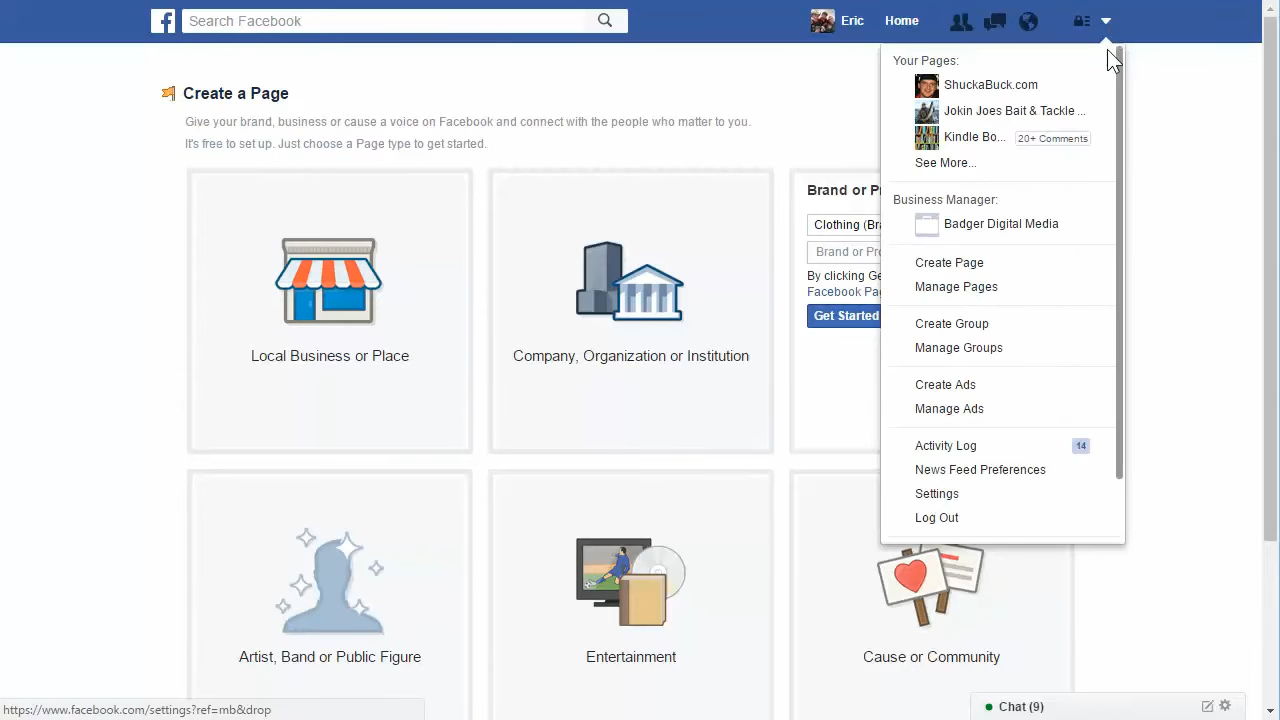 f
Search Facebook
Eric
Home
Create a Page
Give your brand, business or cause a voice on Facebook and connect with the people who matter to you.
It's free to set up. Just choose a Page type to get started.
Local Business or Place
Company, Organization or Institution
Brand or P
Clothing (Bra
Brand or Pro
By clicking Ge
Facebook Pag
Get Started
Artist, Band or Public Figure
Entertainment
Cause or Community
Your Pages:
ShuckaBuck.com
Jokin Joes Bait & Tackle ...
Kindle Bo... 20+ Comments
See More...
Business Manager:
Badger Digital Media
Create Page
Manage Pages
Create Group
Manage Groups
Create Ads
Manage Ads
Activity Log 14
News Feed Preferences
Settings
Log Out
https://www.facebook.com/settings?ref=mb&drop
Chat (9)